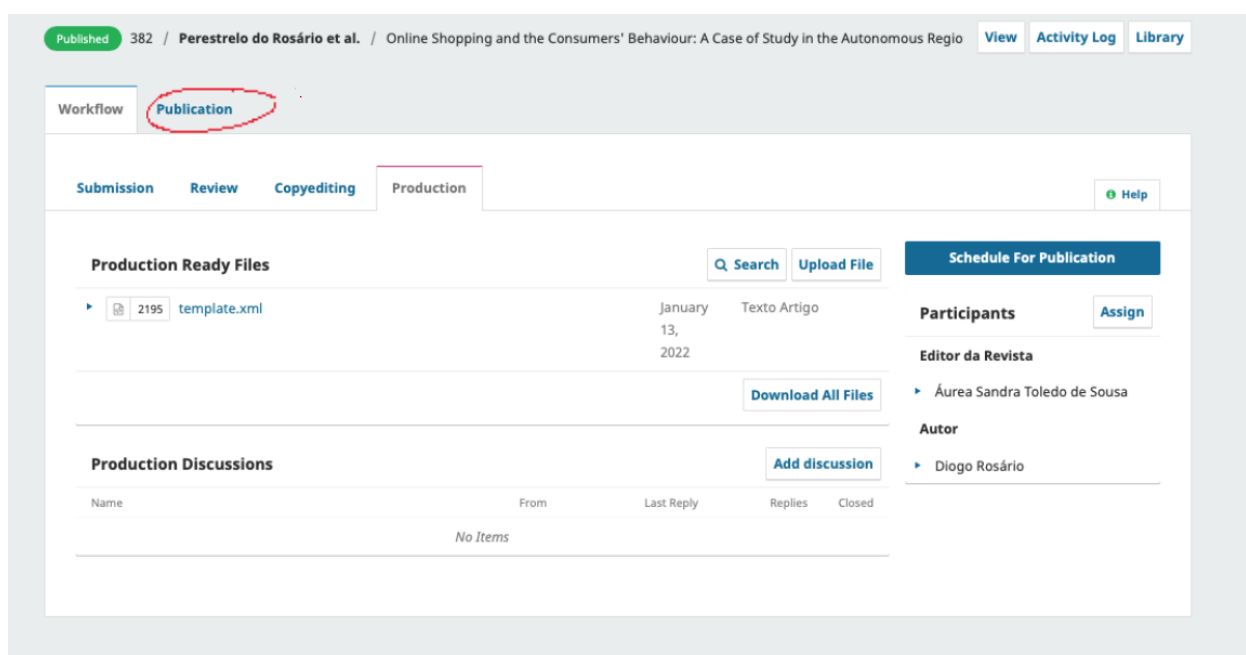 Published 382 / Perestrelo do Rosário et al. / Online Shopping and the Consumers' Behaviour: A Case of Study in the Autonomous Regio View Activity Log Library
Workflow Publication
Submission Review Copyediting Production Help
Production Ready Files Search Upload File Schedule For Publication
2195 template.xml January 13, 2022 Texto Artigo
Participants Assign
Editor da Revista
Download All Files
Áurea Sandra Toledo de Sousa
Autor
Production Discussions Add discussion
Diogo Rosário
Name From Last Reply Replies Closed
No Items